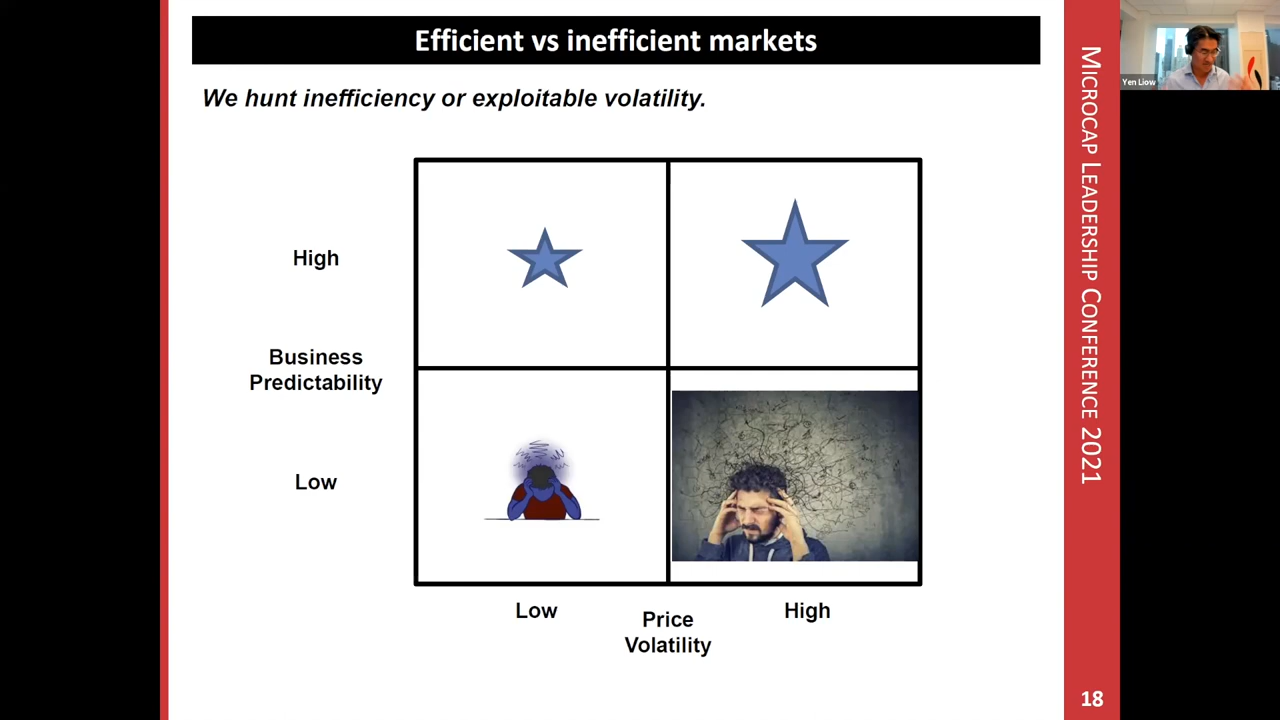 Efficient vs inefficient markets
We hunt inefficiency or exploitable volatility.
High
Business
Predictability
Low
Low
Price
Volatility
High
MICROCAP LEADERSHIP CONFERENCE 2021
18
Yen Liow